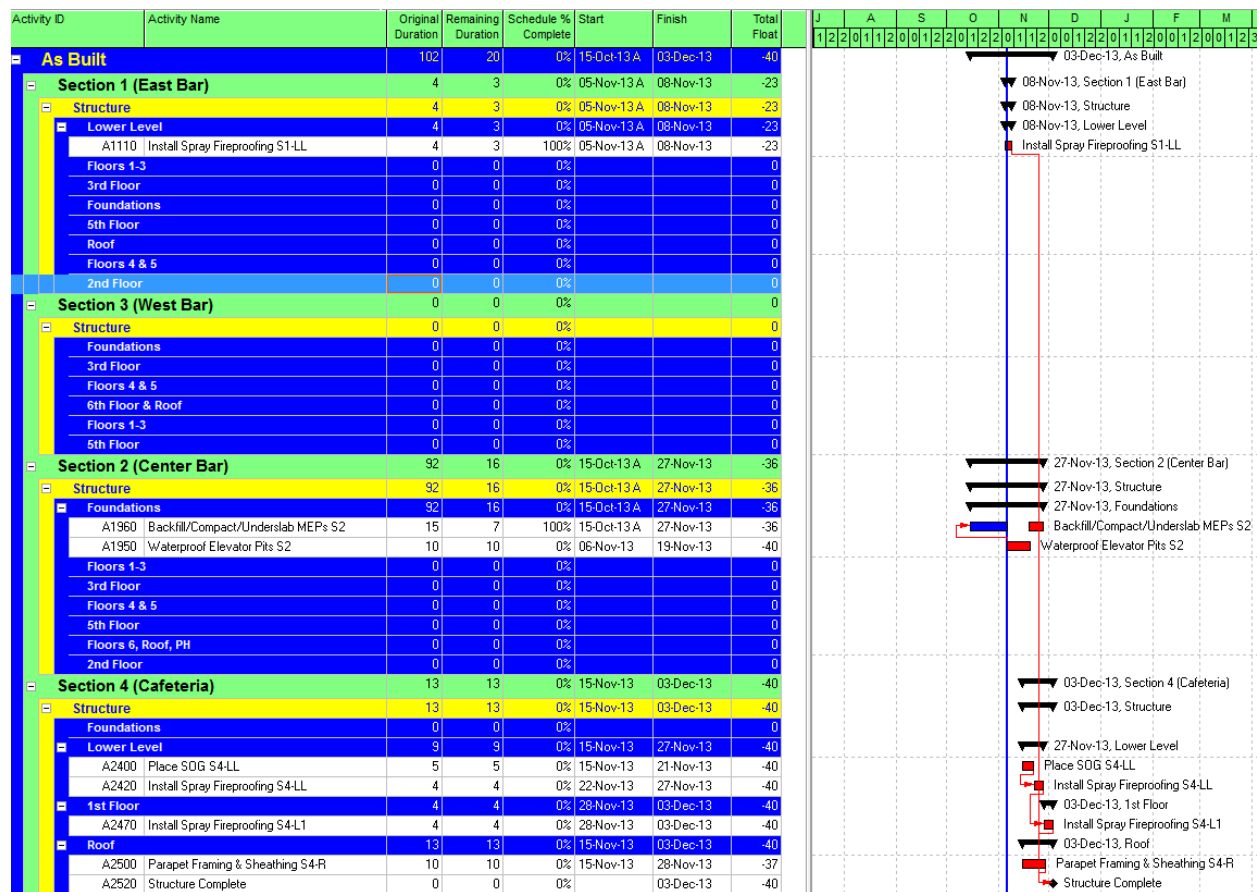 Activity ID Activity Name Original Duration Remaining Duration Schedule % Complete Start Finish Total Float J A S O N D J F M
As Built 102 20 0% 15-Oct-13 A 03-Dec-13 -40 03-Dec-13, As Built
Section 1 (East Bar) 4 3 0% 05-Nov-13 A 08-Nov-13 -23 08-Nov-13, Section 1 (East Bar)
Structure 4 3 0% 05-Nov-13 A 08-Nov-13 -23 08-Nov-13, Structure
Lower Level 4 3 0% 05-Nov-13 A 08-Nov-13 -23 08-Nov-13, Lower Level
A1110 Install Spray Fireproofing S1-LL 4 3 100% 05-Nov-13 A 08-Nov-13 -23 Install Spray Fireproofing S1-LL
Floors 1-3 0 0 0% 0
3rd Floor 0 0 0% 0
Foundations 0 0 0% 0
5th Floor 0 0 0% 0
Roof 0 0 0% 0
Floors 4 & 5 0 0 0% 0
2nd Floor 0 0 0% 0
Section 3 (West Bar) 0 0 0% 0
Structure 0 0 0% 0
Foundations 0 0 0% 0
3rd Floor 0 0 0% 0
Floors 4 & 5 0 0 0% 0
6th Floor & Roof 0 0 0% 0
Floors 1-3 0 0 0% 0
5th Floor 0 0 0% 0
Section 2 (Center Bar) 92 16 0% 15-Oct-13 A 27-Nov-13 -36 27-Nov-13, Section 2 (Center Bar)
Structure 92 16 0% 15-Oct-13 A 27-Nov-13 -36 27-Nov-13, Structure
Foundations 92 16 0% 15-Oct-13 A 27-Nov-13 -36 27-Nov-13, Foundations
A1960 Backfill/Compact/Underslab MEPs S2 15 7 100% 15-Oct-13 A 27-Nov-13 -36 Backfill/Compact/Underslab MEPs S2
A1950 Waterproof Elevator Pits S2 10 10 0% 06-Nov-13 19-Nov-13 -40 Waterproof Elevator Pits S2
Floors 1-3 0 0 0% 0
3rd Floor 0 0 0% 0
Floors 4 & 5 0 0 0% 0
5th Floor 0 0 0% 0
Floors 6, Roof, PH 0 0 0% 0
2nd Floor 0 0 0% 0
Section 4 (Cafeteria) 13 13 0% 15-Nov-13 03-Dec-13 -40 03-Dec-13, Section 4 (Cafeteria)
Structure 13 13 0% 15-Nov-13 03-Dec-13 -40 03-Dec-13, Structure
Foundations 0 0 0% 0
Lower Level 9 9 0% 15-Nov-13 27-Nov-13 -40 27-Nov-13, Lower Level
A2400 Place SOG S4-LL 5 5 0% 15-Nov-13 21-Nov-13 -40 Place SOG S4-LL
A2420 Install Spray Fireproofing S4-LL 4 4 0% 22-Nov-13 27-Nov-13 -40 Install Spray Fireproofing S4-LL
1st Floor 4 4 0% 28-Nov-13 03-Dec-13 -40 03-Dec-13, 1st Floor
A2470 Install Spray Fireproofing S4-L1 4 4 0% 28-Nov-13 03-Dec-13 -40 Install Spray Fireproofing S4-L1
Roof 13 13 0% 15-Nov-13 03-Dec-13 -40 03-Dec-13, Roof
A2500 Parapet Framing & Sheathing S4-R 10 10 0% 15-Nov-13 28-Nov-13 -37 Parapet Framing & Sheathing S4-R
A2520 Structure Complete 0 0 0% 03-Dec-13 -40 Structure Complete